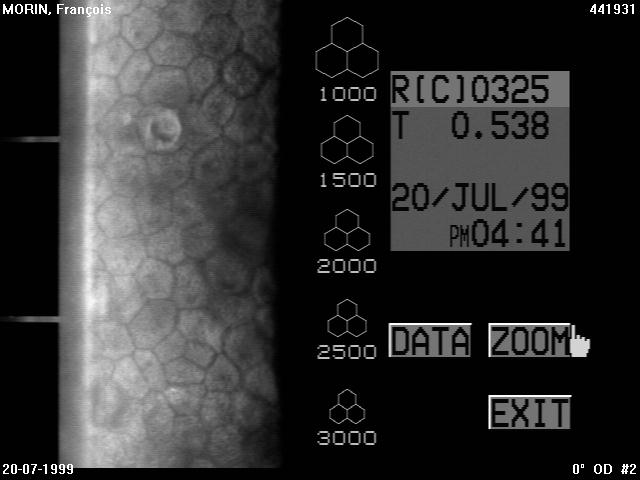 MORIN, François
441931
1000
1500
2000
2500
3000
R[C]0325
T 0.538
20/JUL/99
PM04:41
DATA
ZOOM
EXIT
20-07-1999
0° OD #2